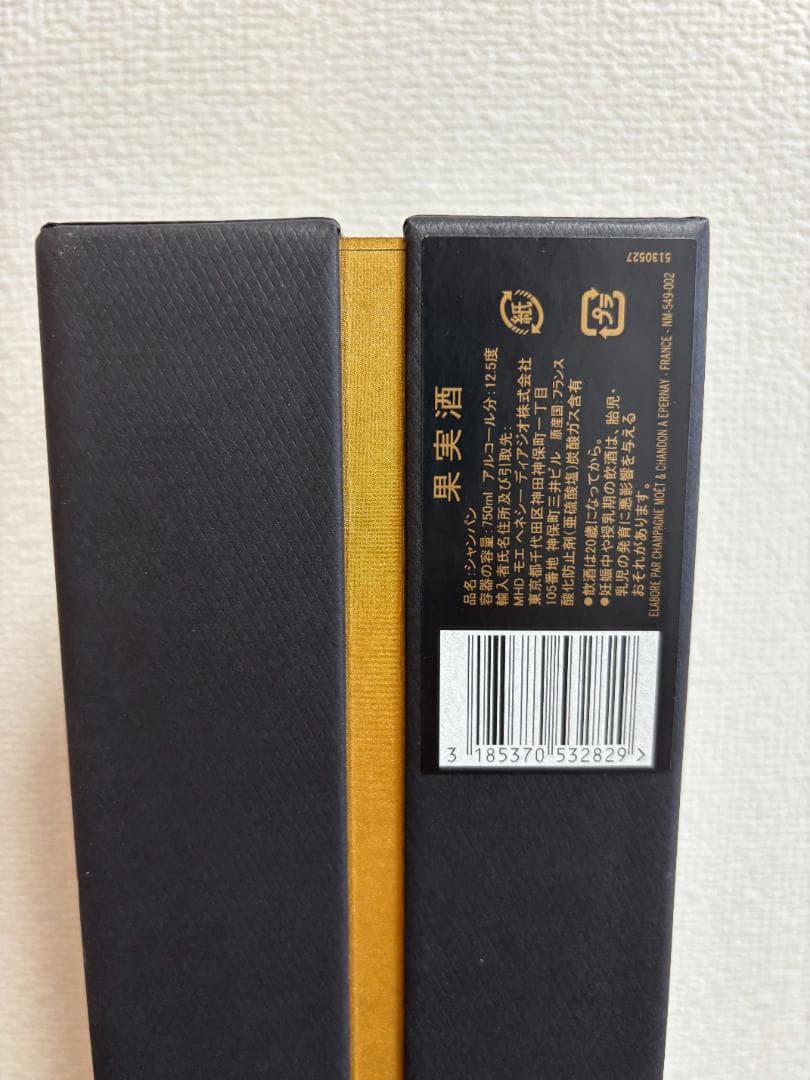 果実酒
品名:シャンパン
容器の容量:750ml アルコール分:12.5度
輸入者氏名住所及び引取先:
MHD モエ ヘネシー ディアジオ株式会社
東京都千代田区神田神保町一丁目
105番地 神保町三井ビル 原産国:フランス
酸化防止剤(亜硫酸塩)炭酸ガス含有
●飲酒は20歳になってから。
●妊娠中や授乳期の飲酒は、胎児・
乳児の発育に悪影響を与える
おそれがあります。
ELABORE PAR CHAMPAGNE MOËT & CHANDON A EPERNAY - FRANCE - NM-549-002
紙
プラ
5130527
3 185370 532829 >